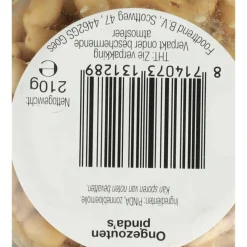 Ongezouten
pinda's
Ingrediënten: PINDA, zonnebloemolie
Kan sporen van noten bevatten.
8 714073 131289
Nettogewicht:
210g e
THT: Zie verpakking
Verpakt onder beschermende
atmosfeer
Foodtrend B.V. Scottweg 47, 4462GS Goes